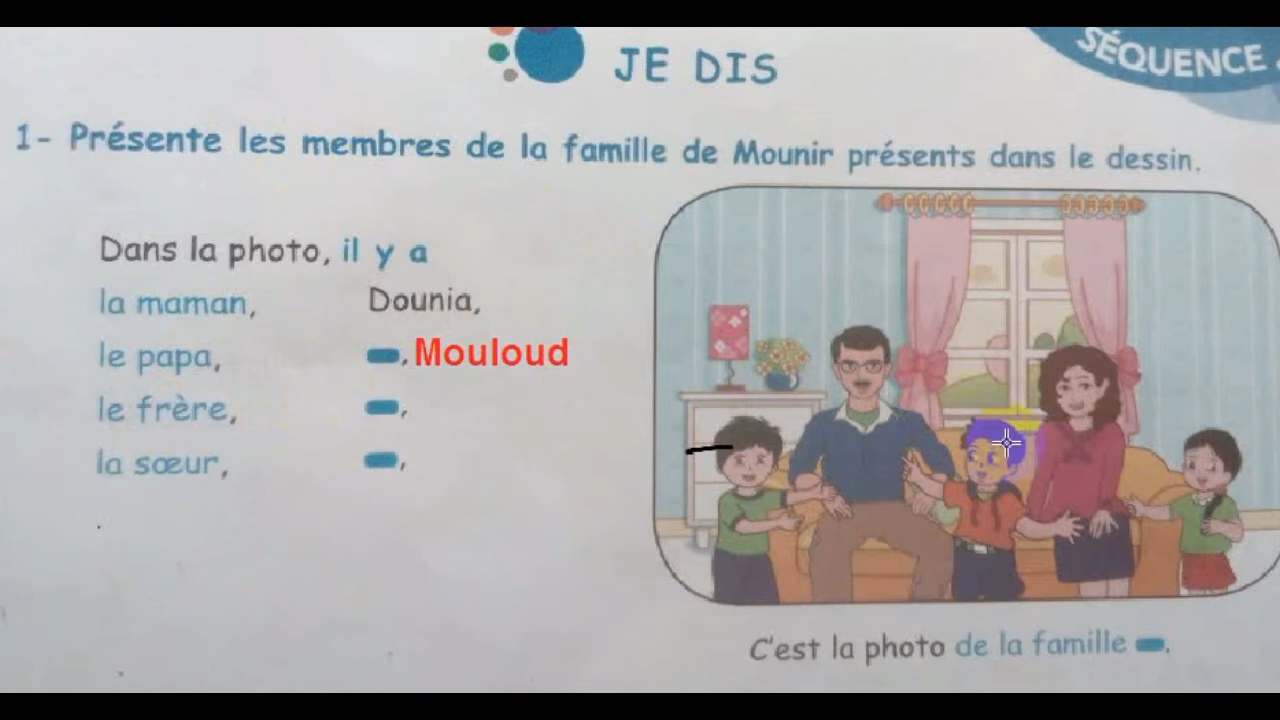 SÉQUENCE
JE DIS
1- Présente les membres de la famille de Mounir présents dans le dessin.
Dans la photo, il y a
la maman, Dounia,
le papa, , Mouloud
le frère, ,
la sœur, ,
C'est la photo de la famille .